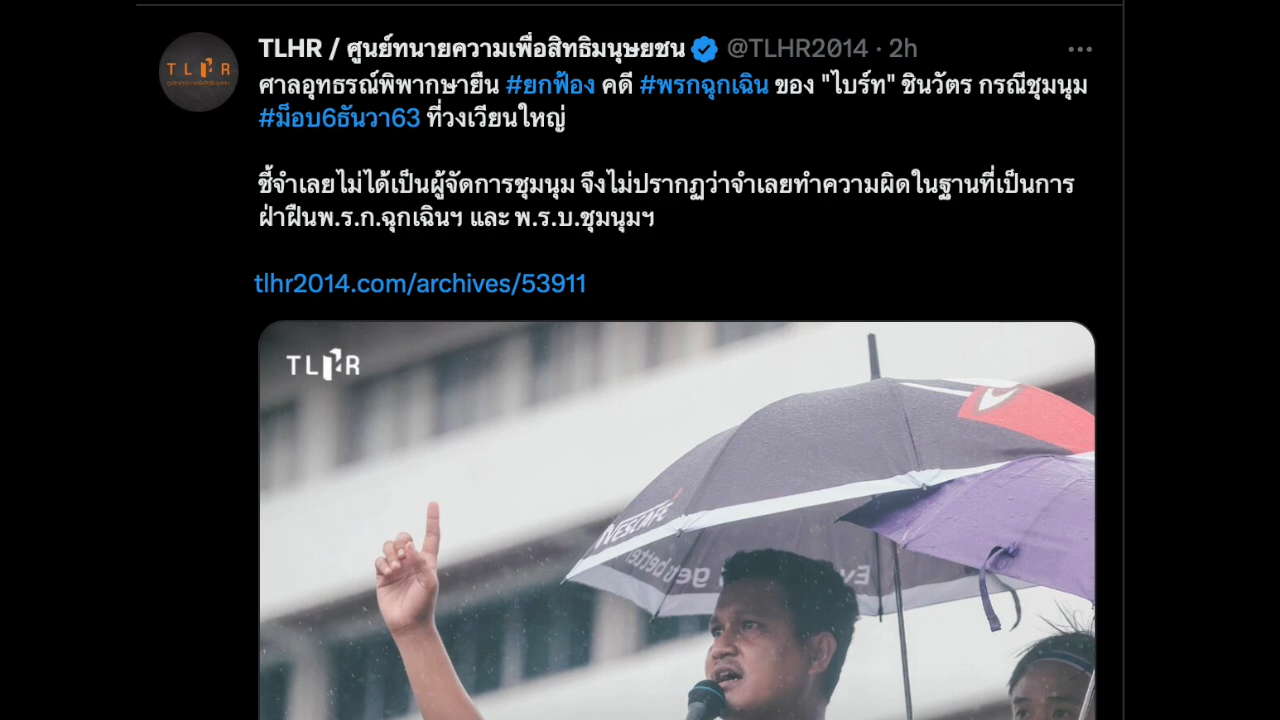 TLHR
TLHR / ศูนย์ทนายความเพื่อสิทธิมนุษยชน @TLHR2014 · 2h
ศาลอุทธรณ์พิพากษายืน #ยกฟ้อง คดี #พรกฉุกเฉิน ของ "ไบร์ท" ชินวัตร กรณีชุมนุม
#ม็อบ6ธันวา63 ที่วงเวียนใหญ่
ชี้จำเลยไม่ได้เป็นผู้จัดการชุมนุม จึงไม่ปรากฏว่าจำเลยทำความผิดในฐานที่เป็นการ
ฝ่าฝืนพ.ร.ก.ฉุกเฉินฯ และ พ.ร.บ.ชุมนุมฯ
tlhr2014.com/archives/53911
TLHR
NESCAFÉ